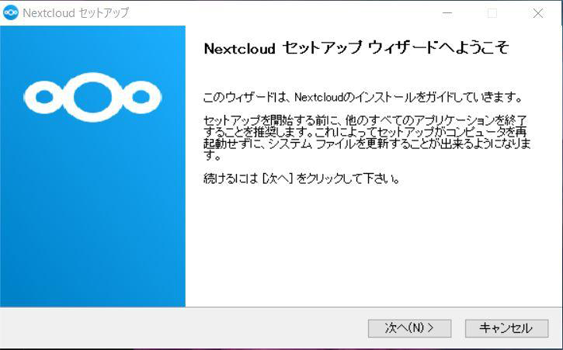 Nextcloud セットアップ
Nextcloud セットアップ ウィザードへようこそ
このウィザードは、Nextcloudのインストールをガイドしていきます。
セットアップを開始する前に、他のすべてのアプリケーションを終了
することを推奨します。これによってセットアップがコンピュータを再
起動せずに、システム ファイルを更新することが出来るようになりま
す。
続けるには [次へ] をクリックして下さい。
次へ(N) >
キャンセル